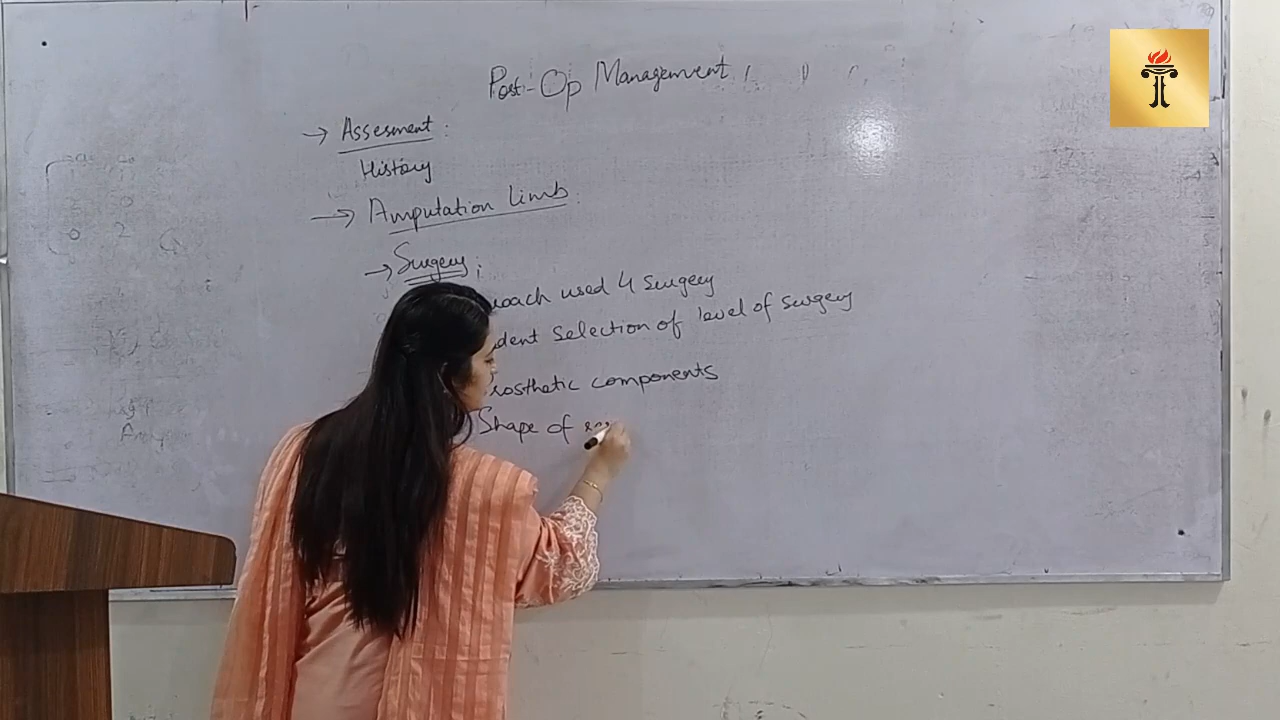 Post-Op Management
→ Assesment:
History
→ Amputation limb:
→ Surgery:
roach used 4 surgery
dent selection of level of surgery
rosthetic components
Shape of